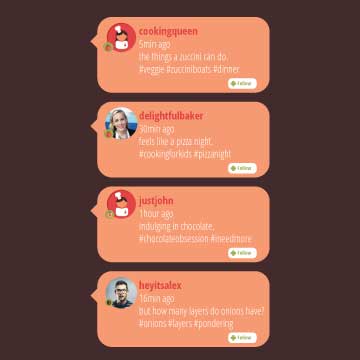 cookingqueen
5min ago
the things a zuccini can do.
#veggie #zucciniboats #dinner
follow
delightfulbaker
30min ago
feels like a pizza night.
#cookingforkids #pizzanight
follow
justjohn
1hour ago
indulging in chocolate,
#chocolateobsession #ineedmore
follow
heyitsalex
16min ago
but how many layers do onions have?
#onions #layers #pondering
follow